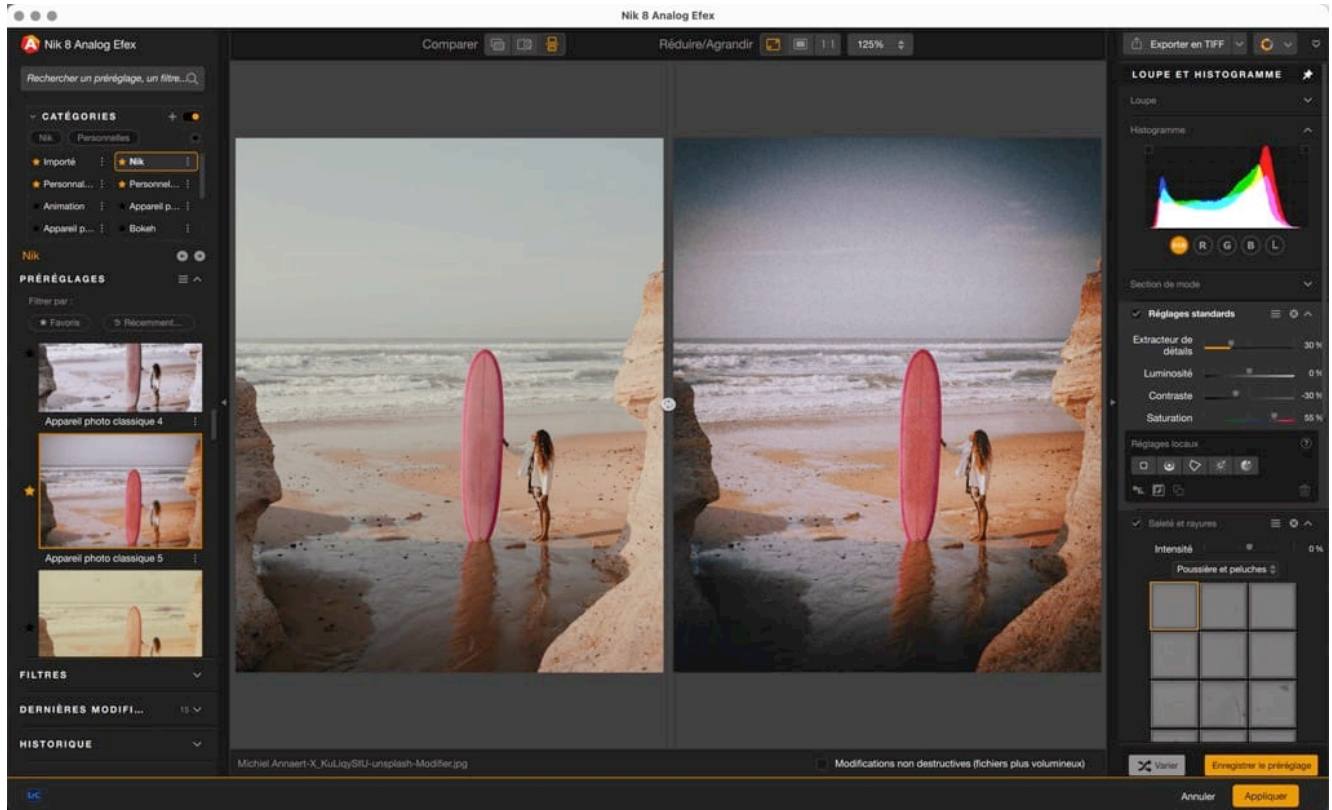 Nik 8 Analog Efex
Nik 8 Analog Efex
Comparer
Réduire/Agrandir
1:1
125%
Exporter en TIFF
Rechercher un préréglage, un filtre...
CATÉGORIES
Nik
Personnelles
Importé
Nik
Personnal...
Personnel...
Animation
Appareil p...
Appareil p...
Bokeh
Nik
PRÉRÉGLAGES
Filtrer par :
Favoris
Récemment...
Appareil photo classique 4
Appareil photo classique 5
FILTRES
DERNIÈRES MODIFI...
15
HISTORIQUE
LOUPE ET HISTOGRAMME
Loupe
Histogramme
RGB R G B L
Section de mode
Réglages standards
Extracteur de
détails
30 %
Luminosité
0 %
Contraste
-30 %
Saturation
55 %
Réglages locaux
Saleté et rayures
Intensité
0 %
Poussière et peluches
Varier
Enregistrer le préréglage
Michiel Annaert-X_KuLiqyStU-unsplash-Modifier.jpg
Modifications non destructives (fichiers plus volumineux)
LrC
Annuler
Appliquer